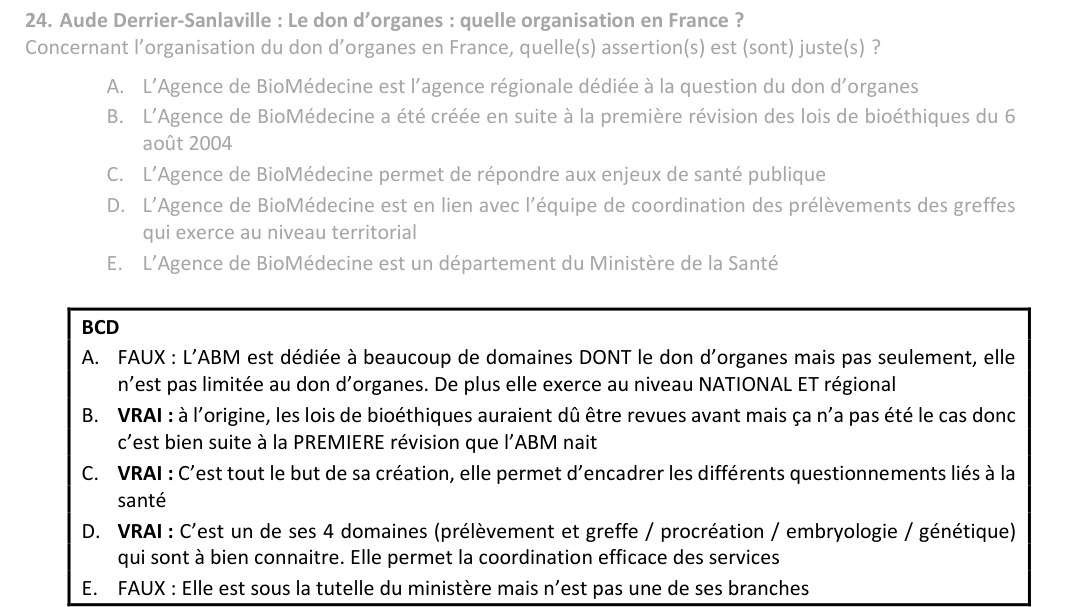 24. Aude Derrier-Sanlaville : Le don d’organes : quelle organisation en France ?
Concernant l’organisation du don d’organes en France, quelle(s) assertion(s) est (sont) juste(s) ?
A. L’Agence de BioMédecine est l’agence régionale dédiée à la question du don d’organes
B. L’Agence de BioMédecine a été créée en suite à la première révision des lois de bioéthiques du 6
août 2004
C. L’Agence de BioMédecine permet de répondre aux enjeux de santé publique
D. L’Agence de BioMédecine est en lien avec l’équipe de coordination des prélèvements des greffes
qui exerce au niveau territorial
E. L’Agence de BioMédecine est un département du Ministère de la Santé
BCD
A. FAUX : L’ABM est dédiée à beaucoup de domaines DONT le don d’organes mais pas seulement, elle
n’est pas limitée au don d’organes. De plus elle exerce au niveau NATIONAL ET régional
B. VRAI : à l’origine, les lois de bioéthiques auraient dû être revues avant mais ça n’a pas été le cas donc
c’est bien suite à la PREMIERE révision que l’ABM nait
C. VRAI : C’est tout le but de sa création, elle permet d’encadrer les différents questionnements liés à la
santé
D. VRAI : C’est un de ses 4 domaines (prélèvement et greffe / procréation / embryologie / génétique)
qui sont à bien connaitre. Elle permet la coordination efficace des services
E. FAUX : Elle est sous la tutelle du ministère mais n’est pas une de ses branches